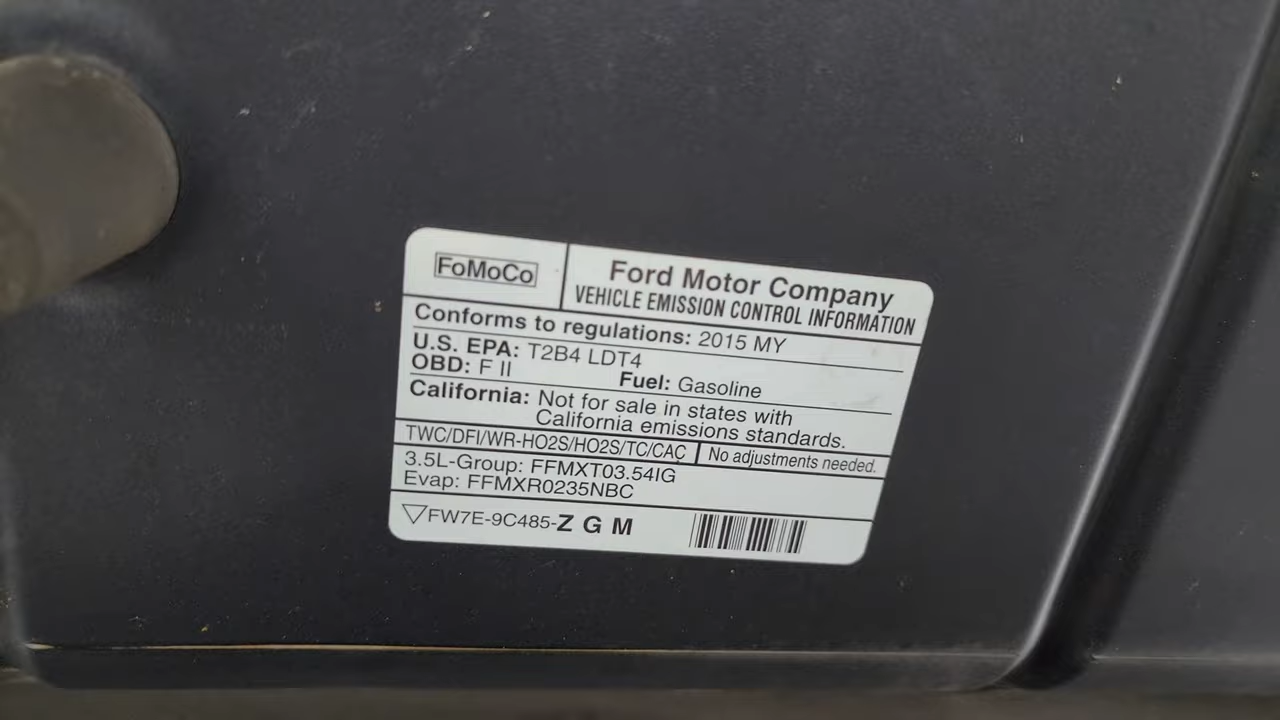 FoMoCo
Ford Motor Company
VEHICLE EMISSION CONTROL INFORMATION
Conforms to regulations: 2015 MY
U.S. EPA: T2B4 LDT4
OBD: F II Fuel: Gasoline
California: Not for sale in states with
California emissions standards.
TWC/DFI/WR-HO2S/HO2S/TC/CAC No adjustments needed.
3.5L-Group: FFMXT03.54IG
Evap: FFMXR0235NBC
FW7E-9C485-Z G M